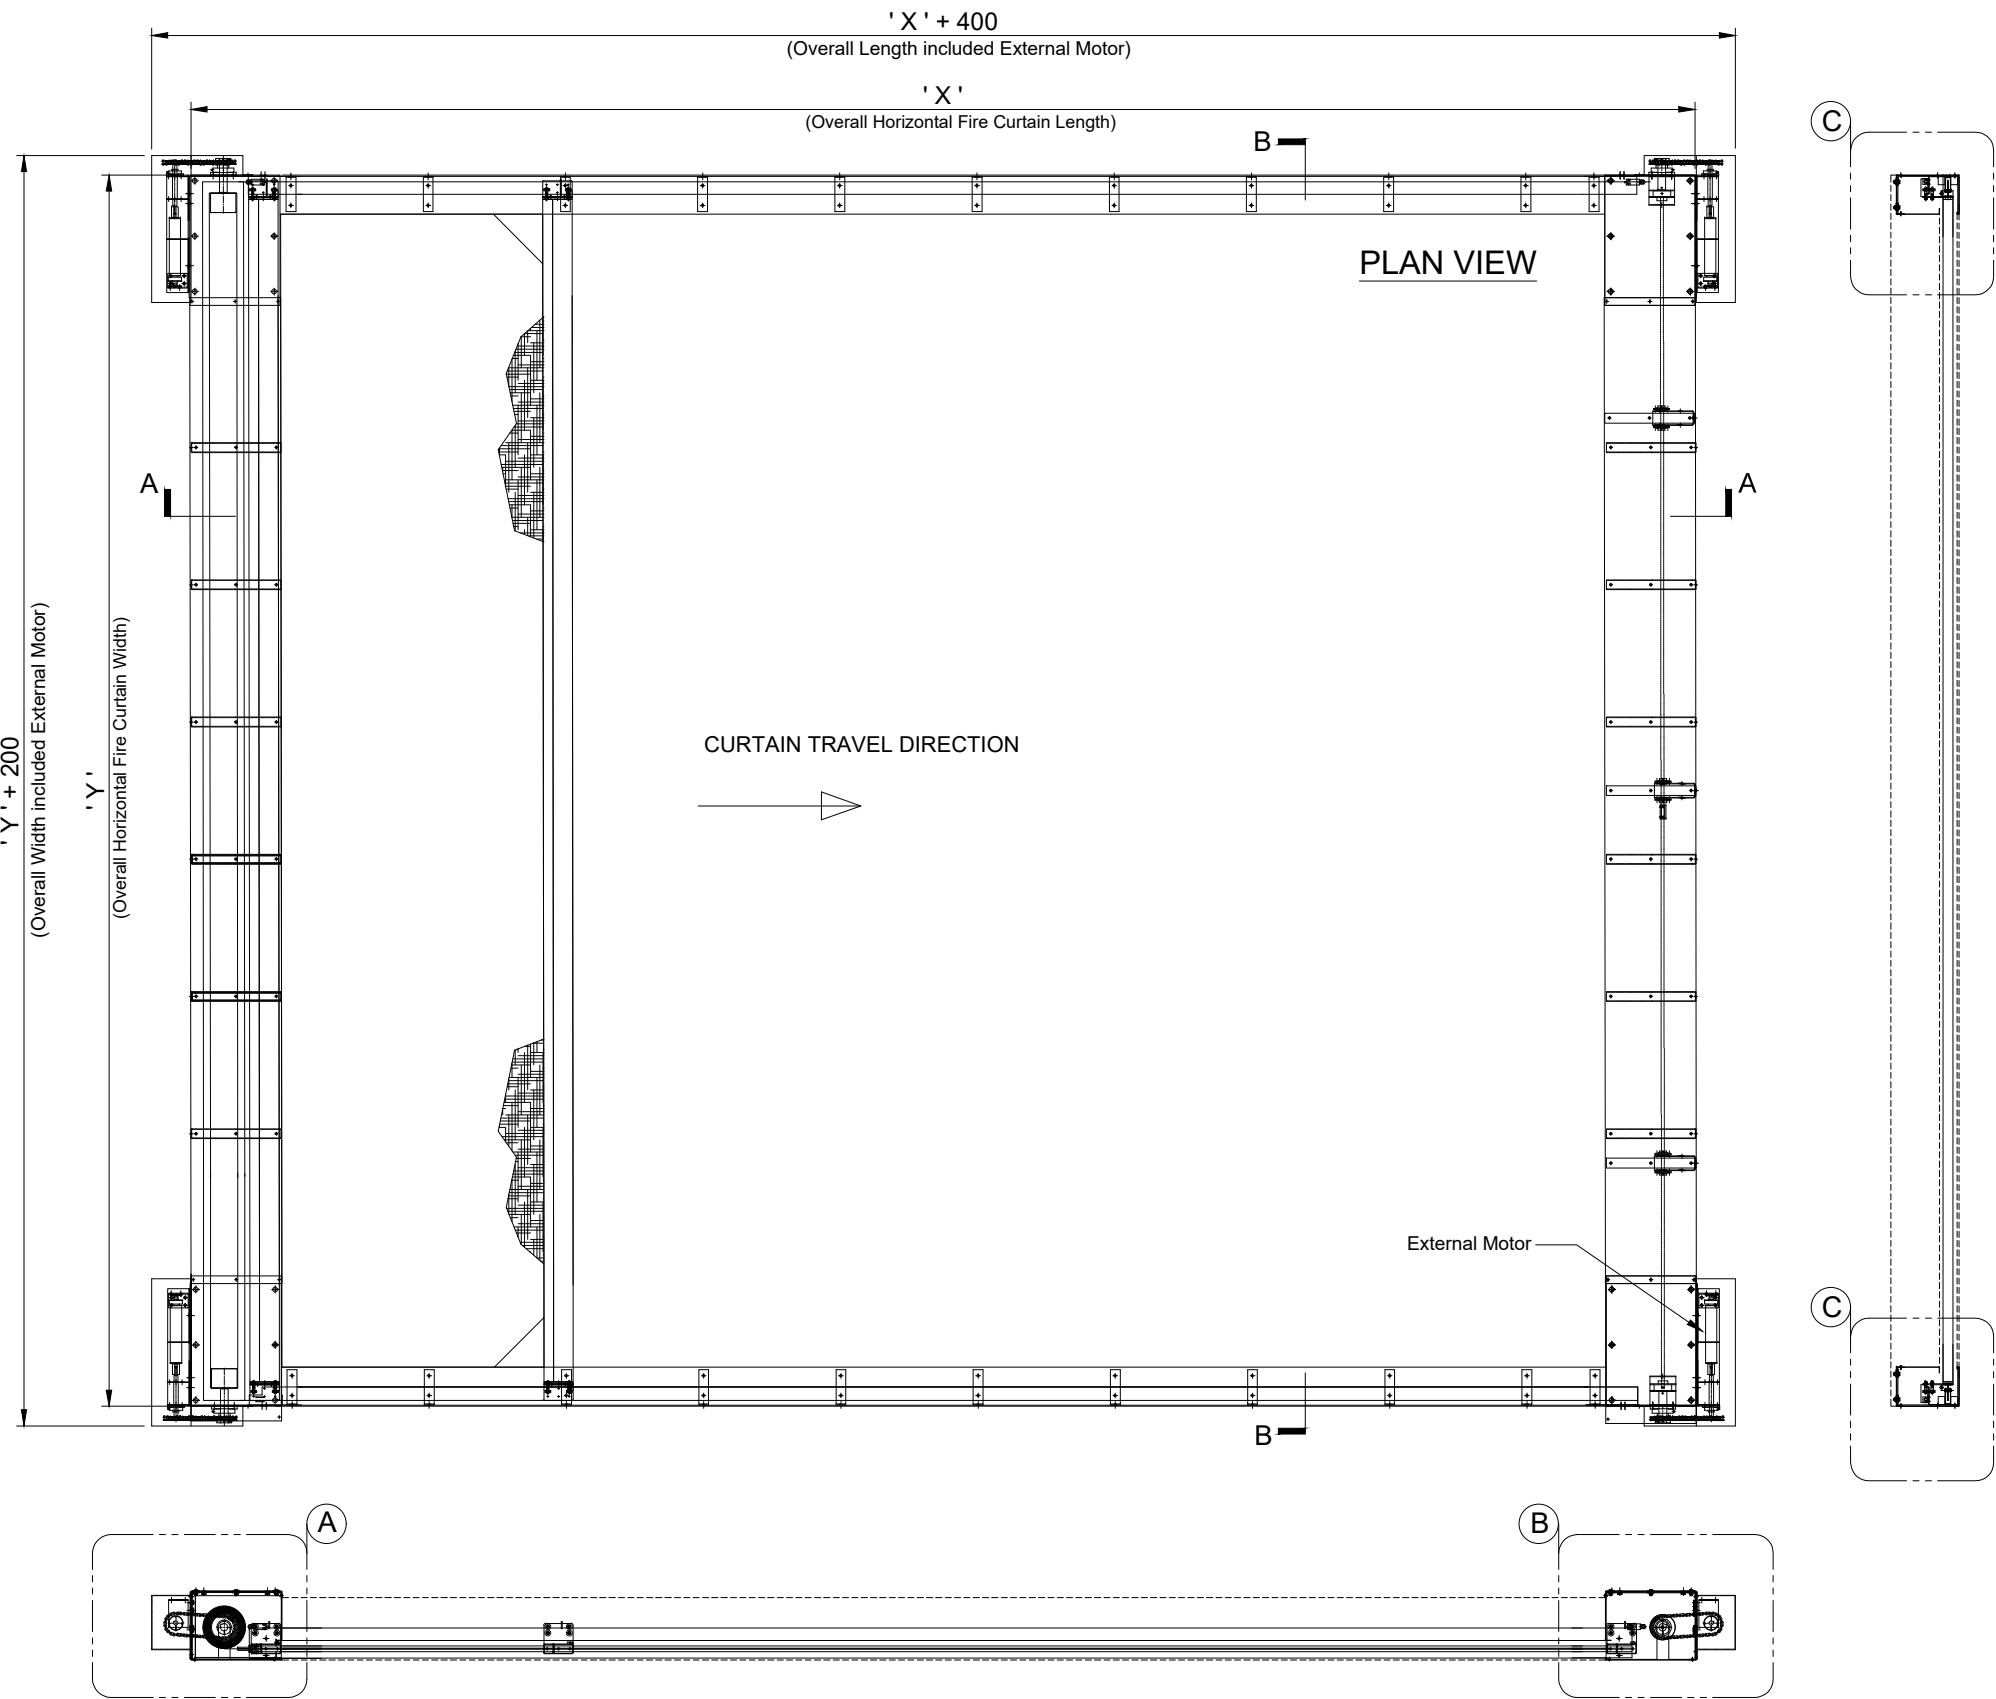 ' X ' + 400
(Overall Length included External Motor)
' X '
(Overall Horizontal Fire Curtain Length)
B
C
PLAN VIEW
A
A
' Y ' + 200
(Overall Width included External Motor)
' Y '
(Overall Horizontal Fire Curtain Width)
CURTAIN TRAVEL DIRECTION
External Motor
C
B
A
B